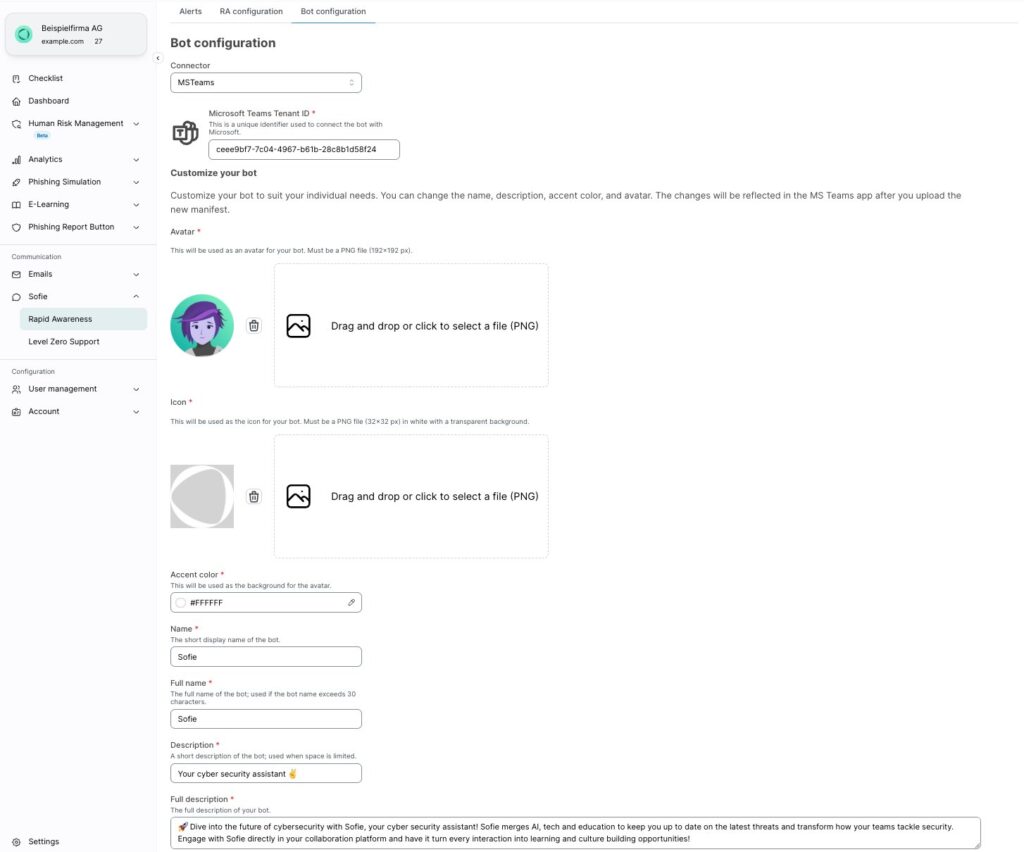 Alerts RA configuration Bot configuration
Beispielfirma AG
example.com 27
Checklist
Dashboard
Human Risk Management
Beta
Analytics
Phishing Simulation
E-Learning
Phishing Report Button
Communication
Emails
Sofie
Rapid Awareness
Level Zero Support
Configuration
User management
Account
Settings
Bot configuration
Connector
MSTeams
Microsoft Teams Tenant ID *
This is a unique identifier used to connect the bot with
Microsoft.
ceee9bf7-7c04-4967-b61b-28c8b1d58f24
Customize your bot
Customize your bot to suit your individual needs. You can change the name, description, accent color, and avatar. The changes will be reflected in the MS Teams app after you upload
the new manifest.
Avatar *
This will be used as an avatar for your bot. Must be a PNG file (192×192 px).
Drag and drop or click to select a file (PNG)
Icon *
This will be used as the icon for your bot. Must be a PNG file (32×32 px) in white with a transparent background.
Drag and drop or click to select a file (PNG)
Accent color *
This will be used as the background for the avatar.
#FFFFFF
Name *
The short display name of the bot.
Sofie
Full name *
The full name of the bot; used if the bot name exceeds 30
characters.
Sofie
Description *
A short description of the bot; used when space is limited.
Your cyber security assistant ✌️
Full description *
The full description of your bot.
🚀 Dive into the future of cybersecurity with Sofie, your cyber security assistant! Sofie merges AI, tech and education to keep you up to date on the latest threats and transform how your teams tackle security.
Engage with Sofie directly in your collaboration platform and have it turn every interaction into learning and culture building opportunities!